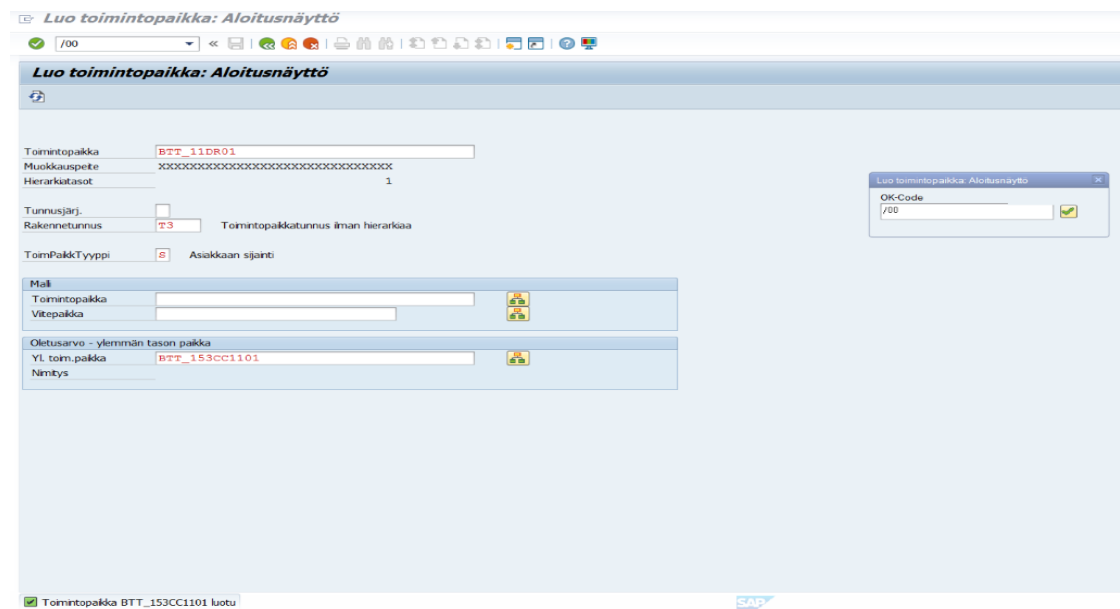 Luo toimintopaikka: Aloitusnäyttö
/00
Luo toimintopaikka: Aloitusnäyttö
Toimintopaikka BTT_11DR01
Muokkauspeite XXXXXXXXXXXXXXXXXXXXXXXXXXXXXX
Hierarkiatasot 1
Luo toimintopaikka: Aloitusnäyttö
OK-Code
/00
Tunnusjärj.
Rakennetunnus T3 Toimintopaikkatunnus ilman hierarkiaa
ToimPaikkTyyppi S Asiakkaan sijainti
Malli
Toimintopaikka
Viitepaikka
Oletusarvo - ylemmän tason paikka
Yl. toim.paikka BTT_153CC1101
Nimitys
Toimintopaikka BTT_153CC1101 luotu
SAP